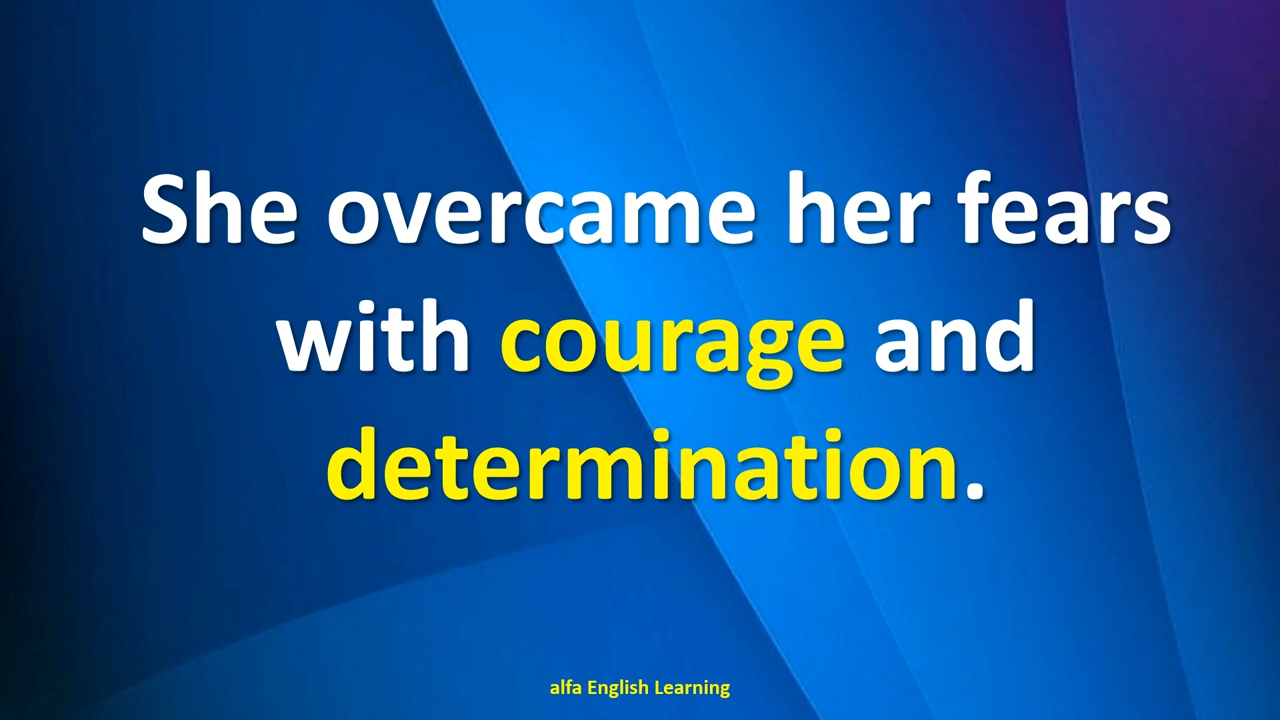 She overcame her fears
with courage and
determination.
alfa English Learning